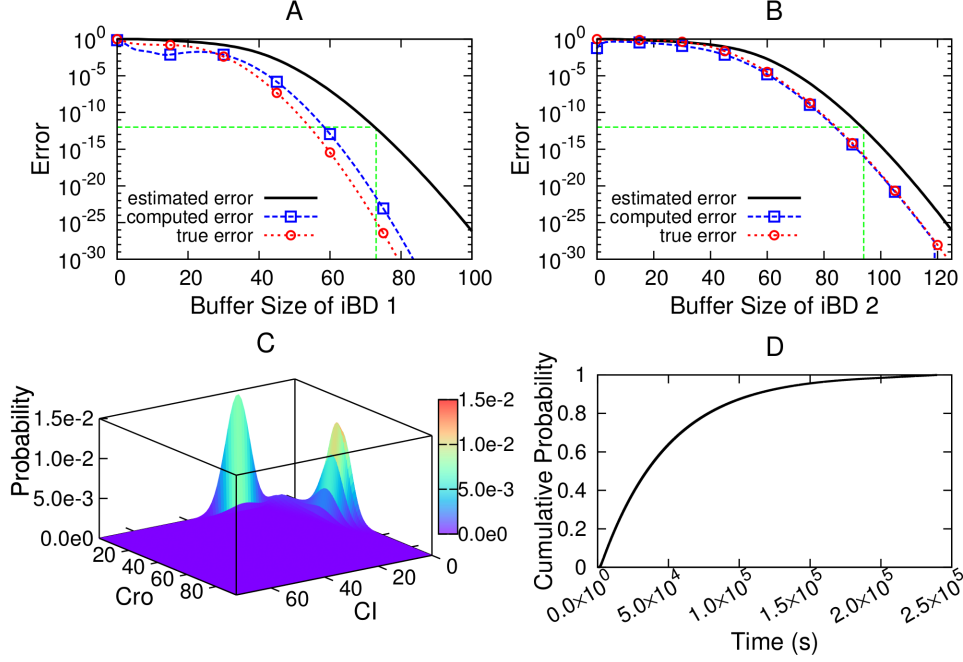 A
Error
10^0
10^-5
10^-10
10^-15
10^-20
10^-25
10^-30
estimated error
computed error
true error
0 20 40 60 80 100
Buffer Size of iBD 1
B
Error
10^0
10^-5
10^-10
10^-15
10^-20
10^-25
10^-30
estimated error
computed error
true error
0 20 40 60 80 100 120
Buffer Size of iBD 2
C
Probability
1.5e-2
1.0e-2
5.0e-3
0.0e0
20 40 60 80
Cro
60 40 20 0
CI
1.5e-2
1.0e-2
5.0e-3
0.0e0
D
Cumulative Probability
1
0.8
0.6
0.4
0.2
0
0.0×10^0 5.0×10^4 1.0×10^5 1.5×10^5 2.0×10^5 2.5×10^5
Time (s)